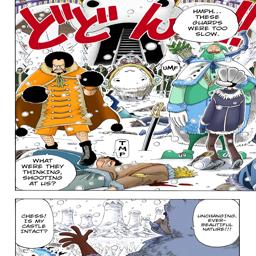 どどん!!
HMPH...
THESE
GUARDS
WERE TOO
SLOW.
UMF
TMP
WHAT
WERE THEY
THINKING,
SHOOTING
AT US?
CHESS!
IS MY
CASTLE
INTACT?
UNCHANGING,
EVER-
BEAUTIFUL
NATURE!!!